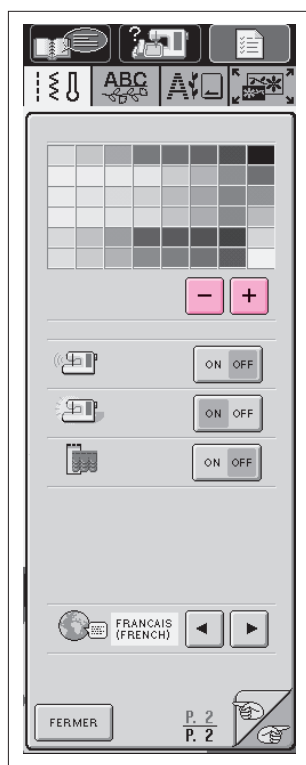 ?
ABC
A
- +
ON OFF
ON OFF
ON OFF
FRANCAIS
(FRENCH)
FERMER
P. 2
P. 2